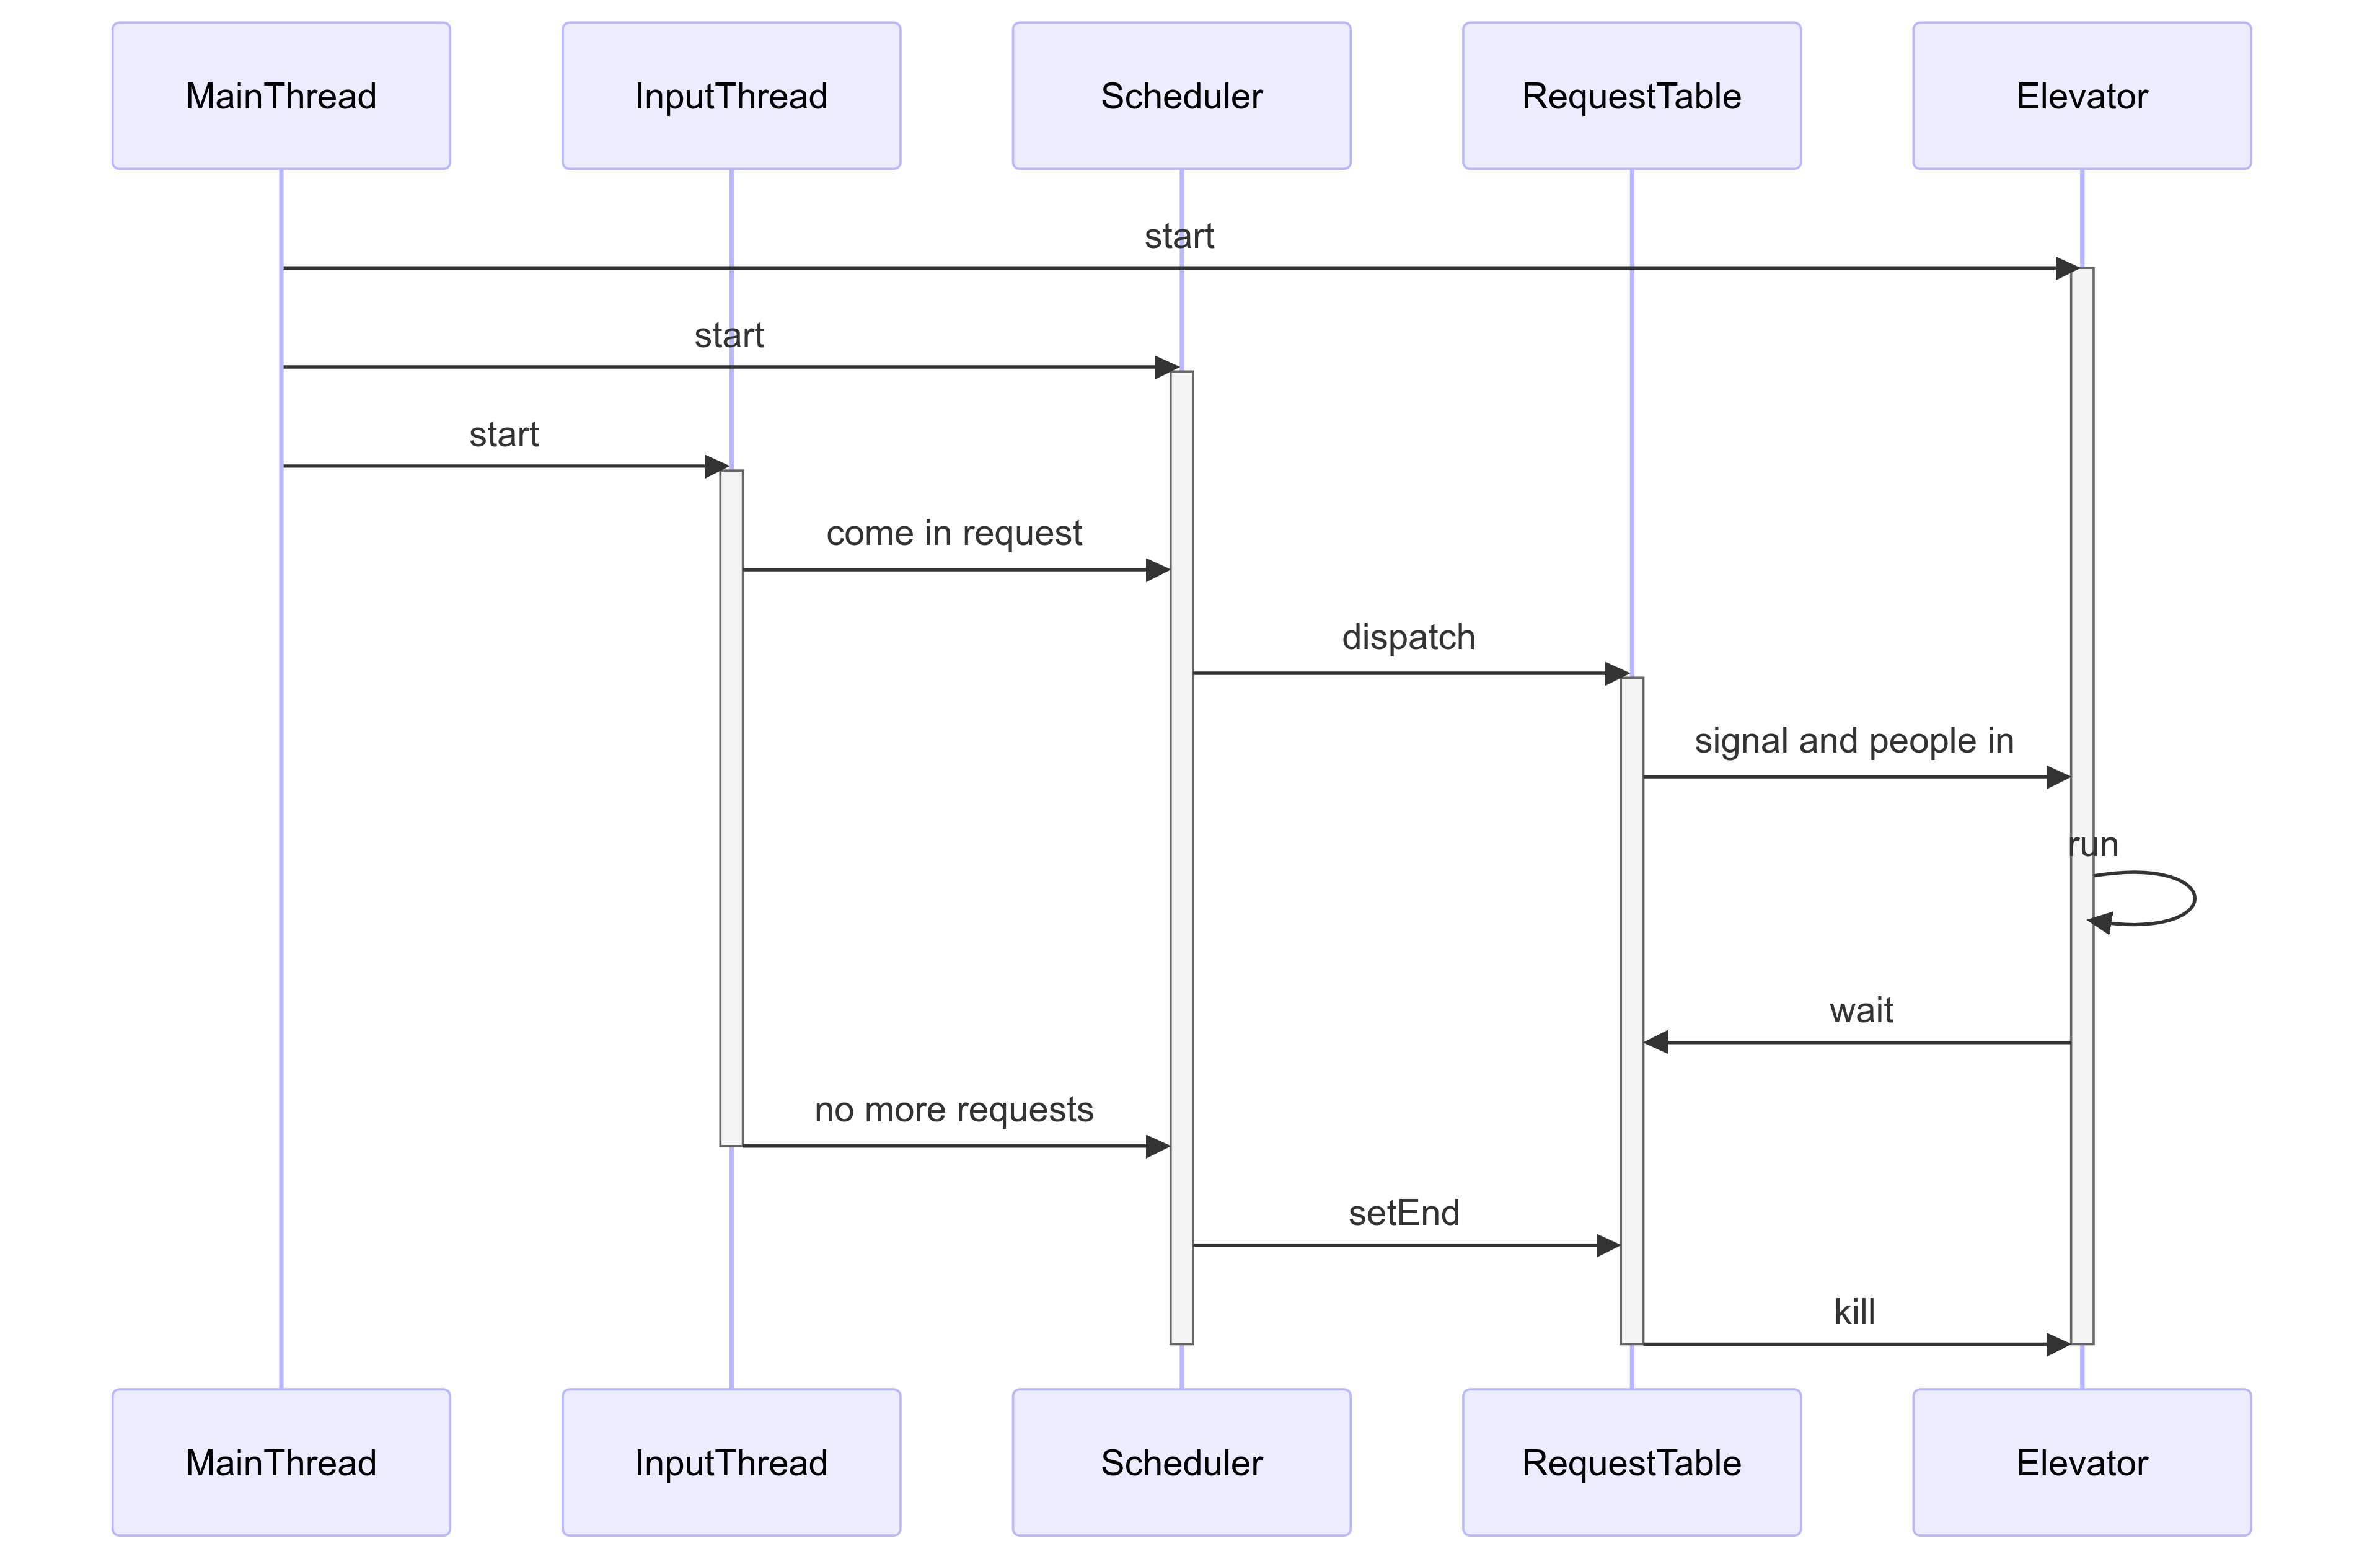 MainThread
InputThread
Scheduler
RequestTable
Elevator
start
start
start
come in request
dispatch
signal and people in
run
wait
no more requests
setEnd
kill
MainThread
InputThread
Scheduler
RequestTable
Elevator